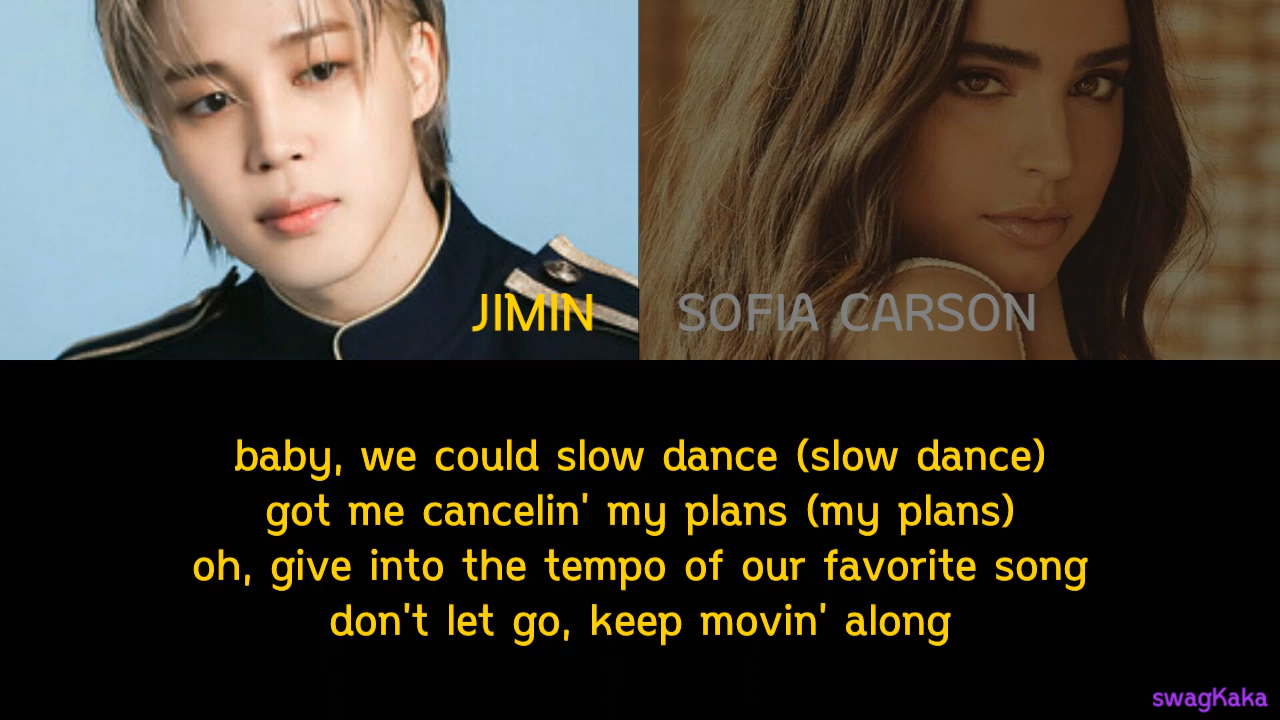 JIMIN
SOFIA CARSON
baby, we could slow dance (slow dance)
got me cancelin' my plans (my plans)
oh, give into the tempo of our favorite song
don't let go, keep movin' along
swagKaka